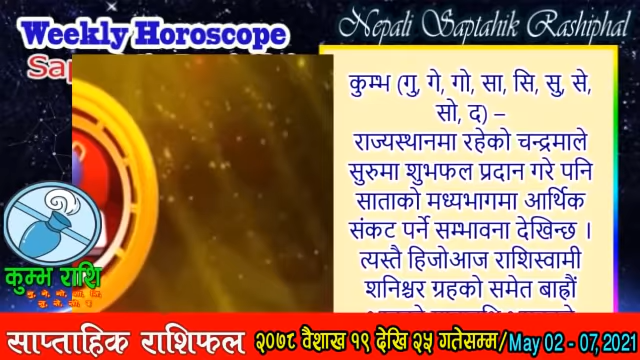 Weekly Horoscope
Nepali Saptahik Rashiphal
Sap
कुम्भ (गु, गे, गो, सा, सि, सु, से,
सो, द) –
राज्यस्थानमा रहेको चन्द्रमाले
सुरुमा शुभफल प्रदान गरे पनि
साताको मध्यभागमा आर्थिक
संकट पर्ने सम्भावना देखिन्छ ।
त्यस्तै हिजोआज राशिस्वामी
शनिश्चर ग्रहको समेत बाह्रौं
कुम्भ राशि
गु, गे, गो, सा, सि,
सु, से, सो, द
साप्ताहिक राशिफल २०७८ वैशाख १९ देखि २५ गतेसम्म/May 02 - 07, 2021